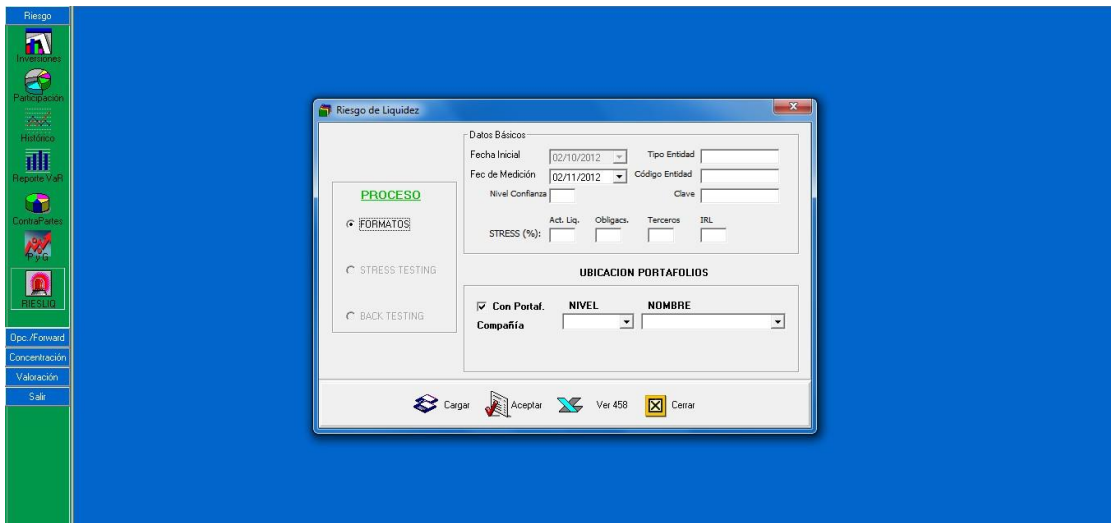 Riesgo
Inversiones
Participación
Histórico
Reporte VaR
ContraPartes
PyG
RIESLIQ
Opc./Forward
Concentración
Valoración
Salir
Riesgo de Liquidez
Datos Básicos
Fecha Inicial 02/10/2012 Tipo Entidad
Fec de Medición 02/11/2012 Código Entidad
Nivel Confianza Clave
Act. Liq. Obligacs. Terceros IRL
STRESS (%):
PROCESO
FORMATOS
STRESS TESTING
BACK TESTING
UBICACION PORTAFOLIOS
Con Portaf. NIVEL NOMBRE
Compañía
Cargar Aceptar Ver 458 Cerrar